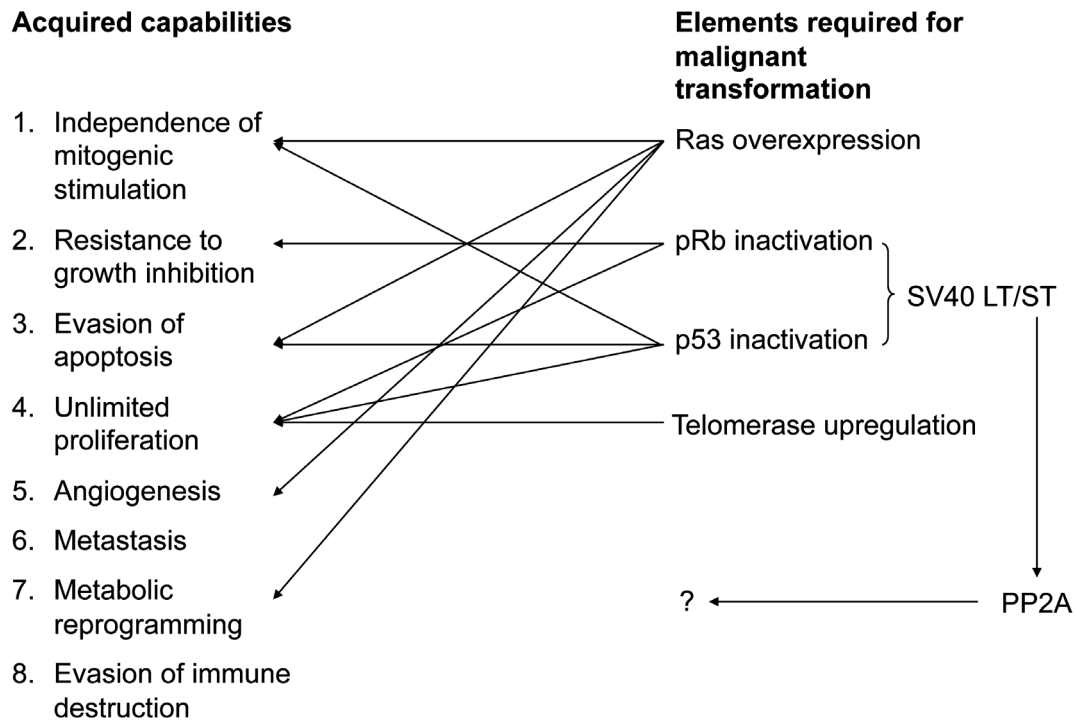 Acquired capabilities
1. Independence of
mitogenic
stimulation
2. Resistance to
growth inhibition
3. Evasion of
apoptosis
4. Unlimited
proliferation
5. Angiogenesis
6. Metastasis
7. Metabolic
reprogramming
8. Evasion of immune
destruction
Elements required for
malignant
transformation
Ras overexpression
pRb inactivation
p53 inactivation
SV40 LT/ST
Telomerase upregulation
?
PP2A